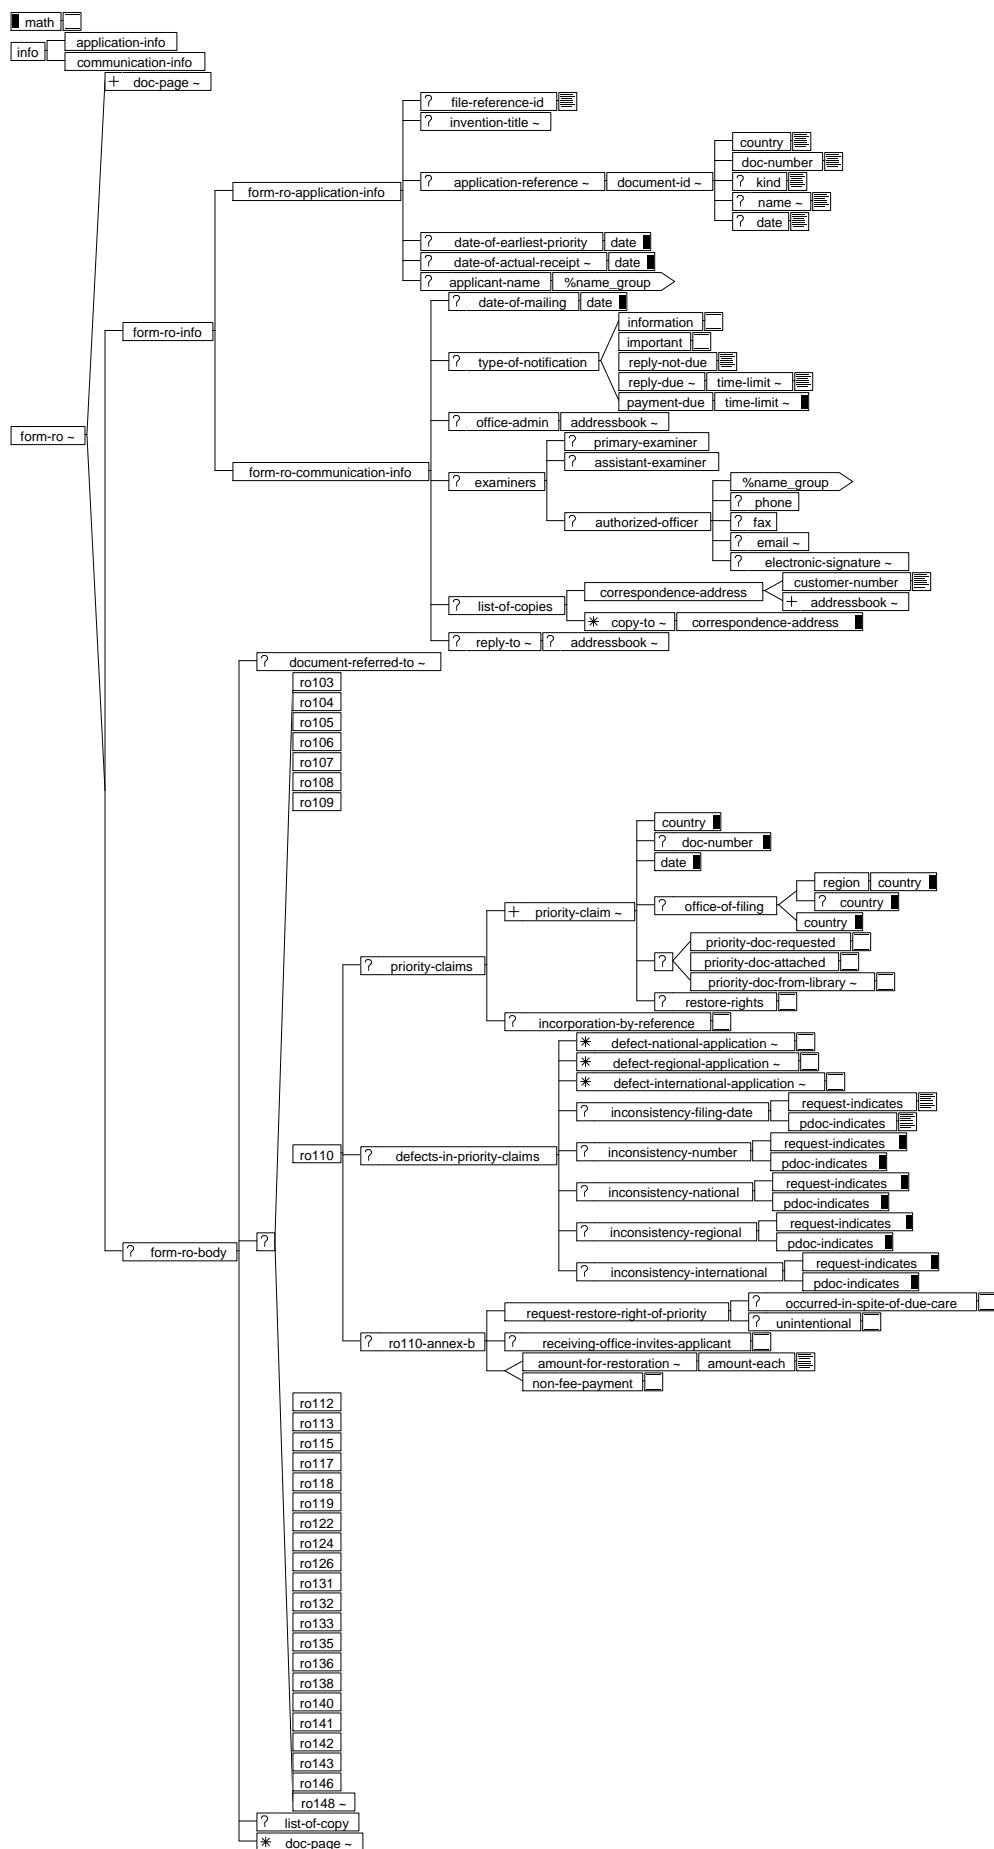 math
info
application-info
communication-info
+ doc-page ~
? file-reference-id
? invention-title ~
country
doc-number
form-ro-application-info
? application-reference ~
document-id ~
? kind
? name ~
? date
? date-of-earliest-priority
date
? date-of-actual-receipt ~
date
? applicant-name
%name_group
? date-of-mailing
date
form-ro-info
information
important
? type-of-notification
reply-not-due
reply-due ~
time-limit ~
payment-due
time-limit ~
? office-admin
addressbook ~
form-ro ~
? primary-examiner
? assistant-examiner
form-ro-communication-info
? examiners
%name_group
? phone
? authorized-officer
? fax
? email ~
? electronic-signature ~
customer-number
correspondence-address
+ addressbook ~
? list-of-copies
* copy-to ~
correspondence-address
? reply-to ~
? addressbook ~
? document-referred-to ~
ro103
ro104
ro105
ro106
ro107
ro108
ro109
country
? doc-number
date
region
country
? country
+ priority-claim ~
? office-of-filing
country
priority-doc-requested
? priority-claims
?
priority-doc-attached
priority-doc-from-library ~
? restore-rights
? incorporation-by-reference
* defect-national-application ~
* defect-regional-application ~
* defect-international-application ~
request-indicates
? inconsistency-filing-date
pdoc-indicates
request-indicates
ro110
? defects-in-priority-claims
? inconsistency-number
pdoc-indicates
request-indicates
? inconsistency-national
pdoc-indicates
request-indicates
? inconsistency-regional
pdoc-indicates
? form-ro-body
?
request-indicates
? inconsistency-international
pdoc-indicates
? occurred-in-spite-of-due-care
request-restore-right-of-priority
? unintentional
? ro110-annex-b
? receiving-office-invites-applicant
amount-for-restoration ~
amount-each
non-fee-payment
ro112
ro113
ro115
ro117
ro118
ro119
ro122
ro124
ro126
ro131
ro132
ro133
ro135
ro136
ro138
ro140
ro141
ro142
ro143
ro146
ro148 ~
? list-of-copy
* doc-page ~